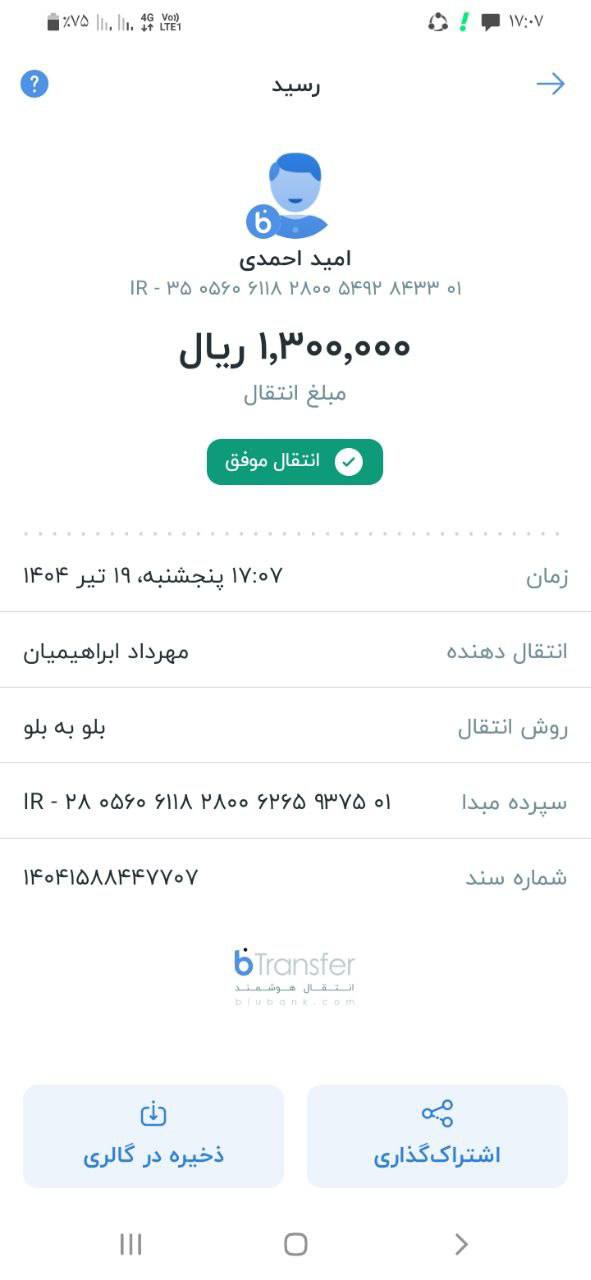 ٪۷۵ 4G Vo)) LTE1 ۱۷:۰۷
? رسید
امید احمدی
IR - ۳۵ ۰۵۶۰ ۶۱۱۸ ۲۸۰۰ ۵۴۹۲ ۸۴۳۳ ۰۱
۱,۳۰۰,۰۰۰ ریال
مبلغ انتقال
انتقال موفق
زمان ۱۷:۰۷ پنجشنبه، ۱۹ تیر ۱۴۰۴
انتقال دهنده مهرداد ابراهیمیان
روش انتقال بلو به بلو
سپرده مبدا IR - ۲۸ ۰۵۶۰ ۶۱۱۸ ۲۸۰۰ ۶۲۶۵ ۹۳۷۵ ۰۱
شماره سند ۱۴۰۴۱۵۸۸۴۴۷۷۰۷
bTransfer
انتقال هوشمند
blubank.com
اشتراک‌گذاری ذخیره در گالری